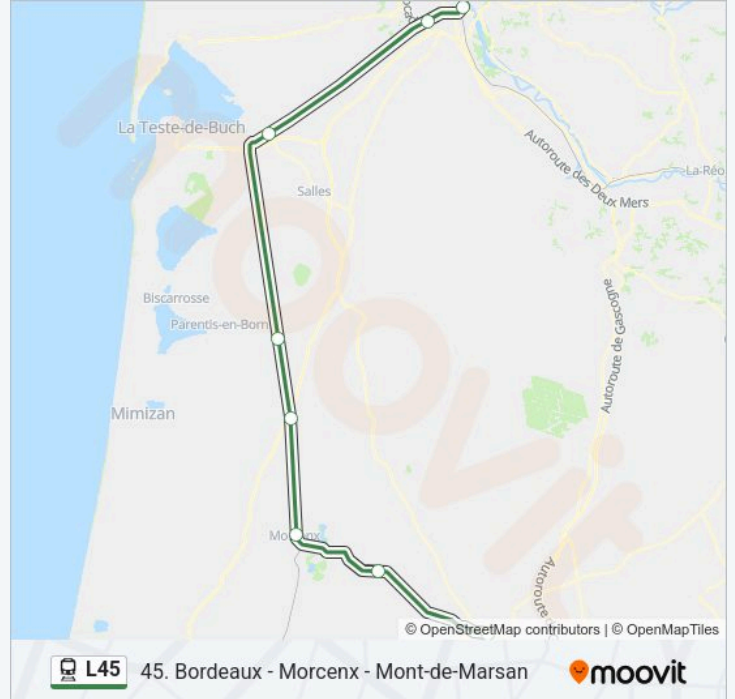 La Teste-de-Buch
Autoroute des Deux Mers
La Réo
Salles
Biscarrosse
Parentis-en-Born
Autoroute de Gascogne
Mimizan
moovit
Autoroute
© OpenStreetMap contributors | © OpenMapTiles
L45
45. Bordeaux - Morcenx - Mont-de-Marsan
moovit